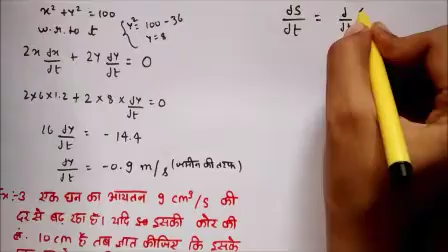 x² + y² = 100
w.r. to t
y² = 100 - 36
y = 8
2x dx/dt + 2y dy/dt = 0
2×6×1.2 + 2×8× dy/dt = 0
16 dy/dt = - 14.4
dy/dt = -0.9 m/s (जमीन की तरफ)
Ex:- 3 एक घन का आयतन 9 cm³/s की
दर से बढ़ रहा है। यदि इसकी कोर की
लं. 10 cm है तब ज्ञात कीजिए कि इसके
dS/dt = d/dt